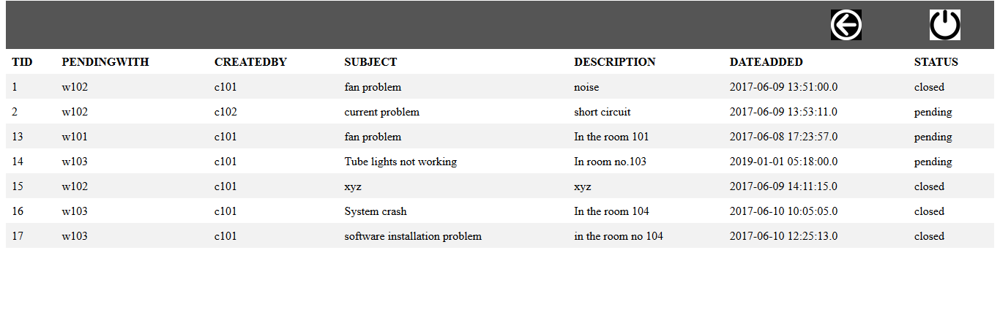 TID PENDINGWITH CREATEDBY SUBJECT DESCRIPTION DATEADDED STATUS
1 w102 c101 fan problem noise 2017-06-09 13:51:00.0 closed
2 w102 c102 current problem short circuit 2017-06-09 13:53:11.0 pending
13 w101 c101 fan problem In the room 101 2017-06-08 17:23:57.0 pending
14 w103 c101 Tube lights not working In room no.103 2019-01-01 05:18:00.0 pending
15 w102 c101 xyz xyz 2017-06-09 14:11:15.0 closed
16 w103 c101 System crash In the room 104 2017-06-10 10:05:05.0 closed
17 w103 c101 software installation problem in the room no 104 2017-06-10 12:25:13.0 closed